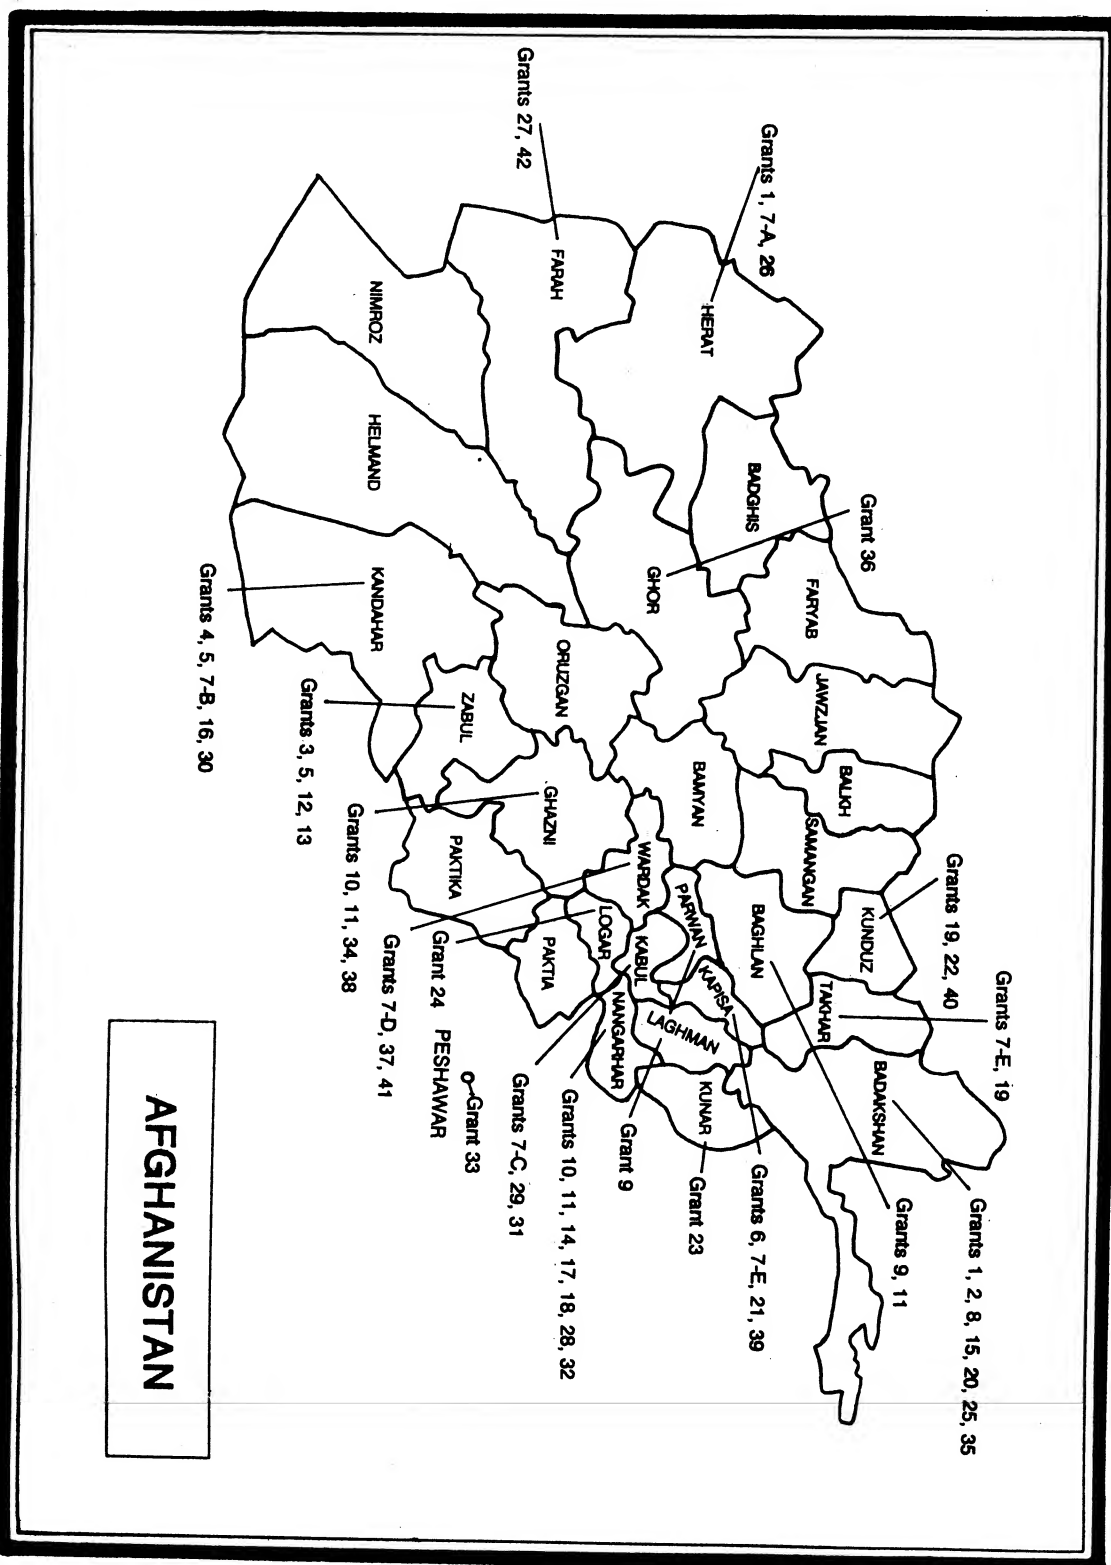 Grants 19, 22, 40
Grants 7-E, 19
Grants 1, 2, 8, 15, 20, 25, 35
Grant 36
Grants 9, 11
Grants 1, 7-A, 26
KUNDUZ
TAKHAR
BADAKSHAN
BALKH
JAWZJAN
FARYAB
SAMANGAN
BADGHIS
BAGHLAN
Grants 6, 7-E, 21, 39
HERAT
BAMYAN
KAPISA
PARWAN
LAGHMAN
KUNAR
Grant 23
GHOR
WARDAK
KABUL
Grant 9
LOGAR
NANGARHAR
Grants 10, 11, 14, 17, 18, 28, 32
FARAH
ORUZGAN
GHAZNI
PAKTIA
Grants 27, 42
Grants 7-C, 29, 31
ZABUL
PAKTIKA
Grant 33
Grant 24
PESHAWAR
NIMROZ
HELMAND
KANDAHAR
Grants 7-D, 37, 41
Grants 10, 11, 34, 38
Grants 3, 5, 12, 13
Grants 4, 5, 7-B, 16, 30
AFGHANISTAN